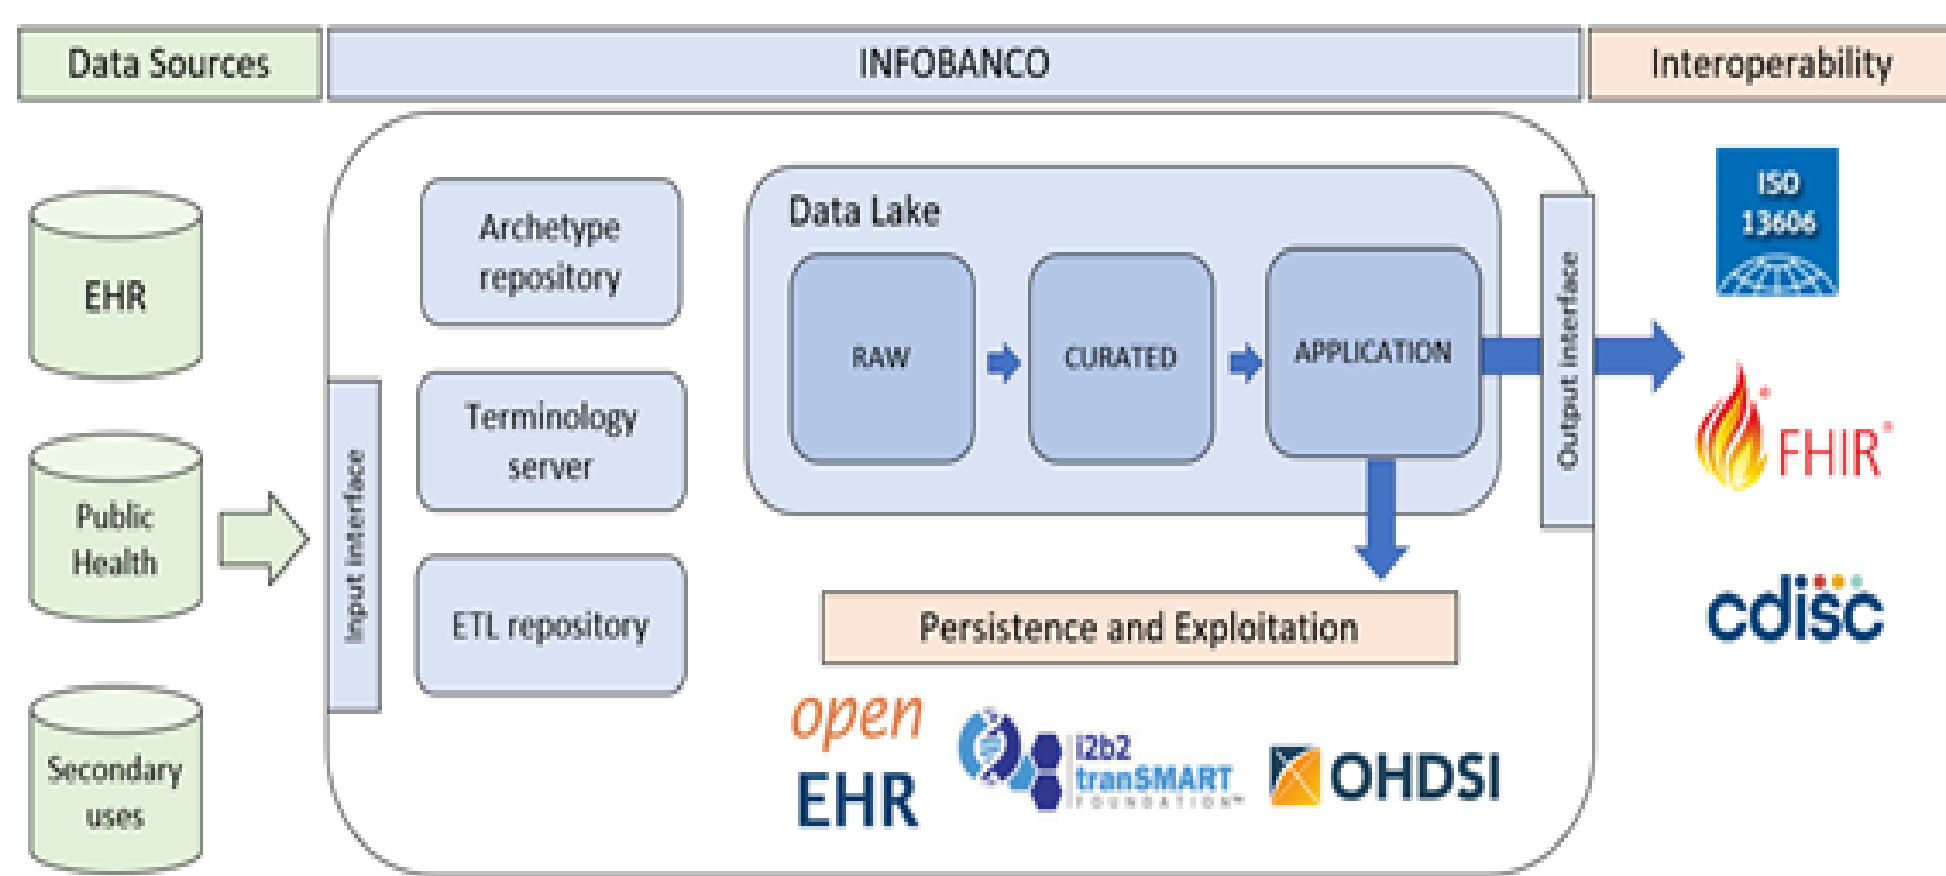 Data Sources
INFOBANCO
Interoperability
EHR
Public
Health
Secondary
uses
Input interface
Archetype
repository
Terminology
server
ETL repository
Data Lake
RAW
CURATED
APPLICATION
Output interface
Persistence and Exploitation
open
EHR
i2b2
tranSMART
FOUNDATION™
OHDSI
ISO
13606
FHIR®
cdisc